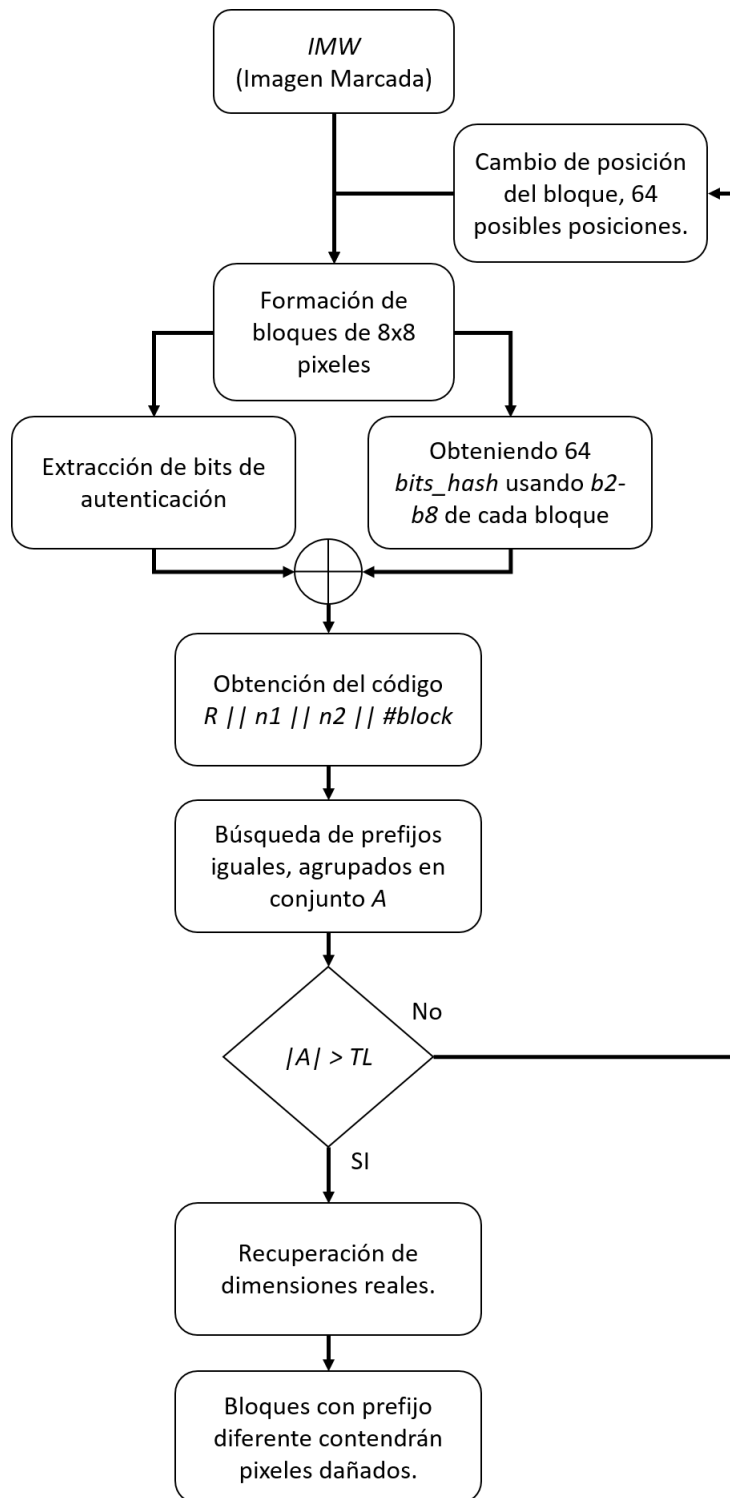 IMW
(Imagen Marcada)
Cambio de posición
del bloque, 64
posibles posiciones.
Formación de
bloques de 8x8
pixeles
Extracción de bits de
autenticación
Obteniendo 64
bits_hash usando b2-
b8 de cada bloque
Obtención del código
R || n1 || n2 || #block
Búsqueda de prefijos
iguales, agrupados en
conjunto A
|A| > TL
No
SI
Recuperación de
dimensiones reales.
Bloques con prefijo
diferente contendrán
pixeles dañados.